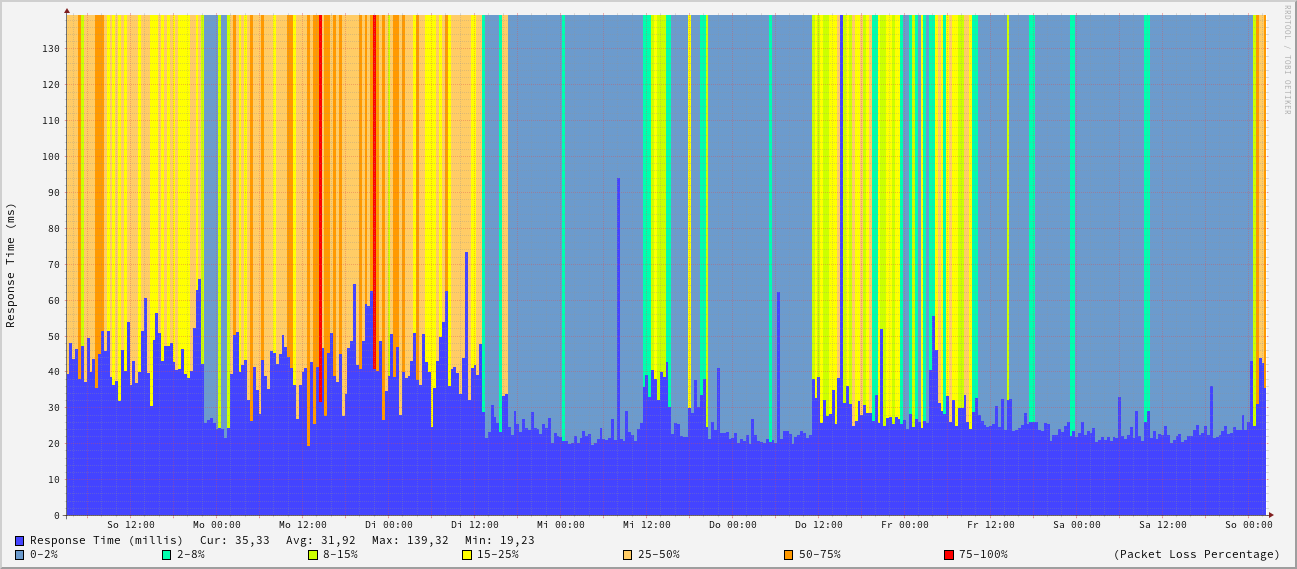 RRDTOOL / TOBI OETIKER
Response Time (ms)
130
120
110
100
90
80
70
60
50
40
30
20
10
0
So 12:00 Mo 00:00 Mo 12:00 Di 00:00 Di 12:00 Mi 00:00 Mi 12:00 Do 00:00 Do 12:00 Fr 00:00 Fr 12:00 Sa 00:00 Sa 12:00 So 00:00
Response Time (millis) Cur: 35,33 Avg: 31,92 Max: 139,32 Min: 19,23
0-2% 2-8% 8-15% 15-25% 25-50% 50-75% 75-100% (Packet Loss Percentage)